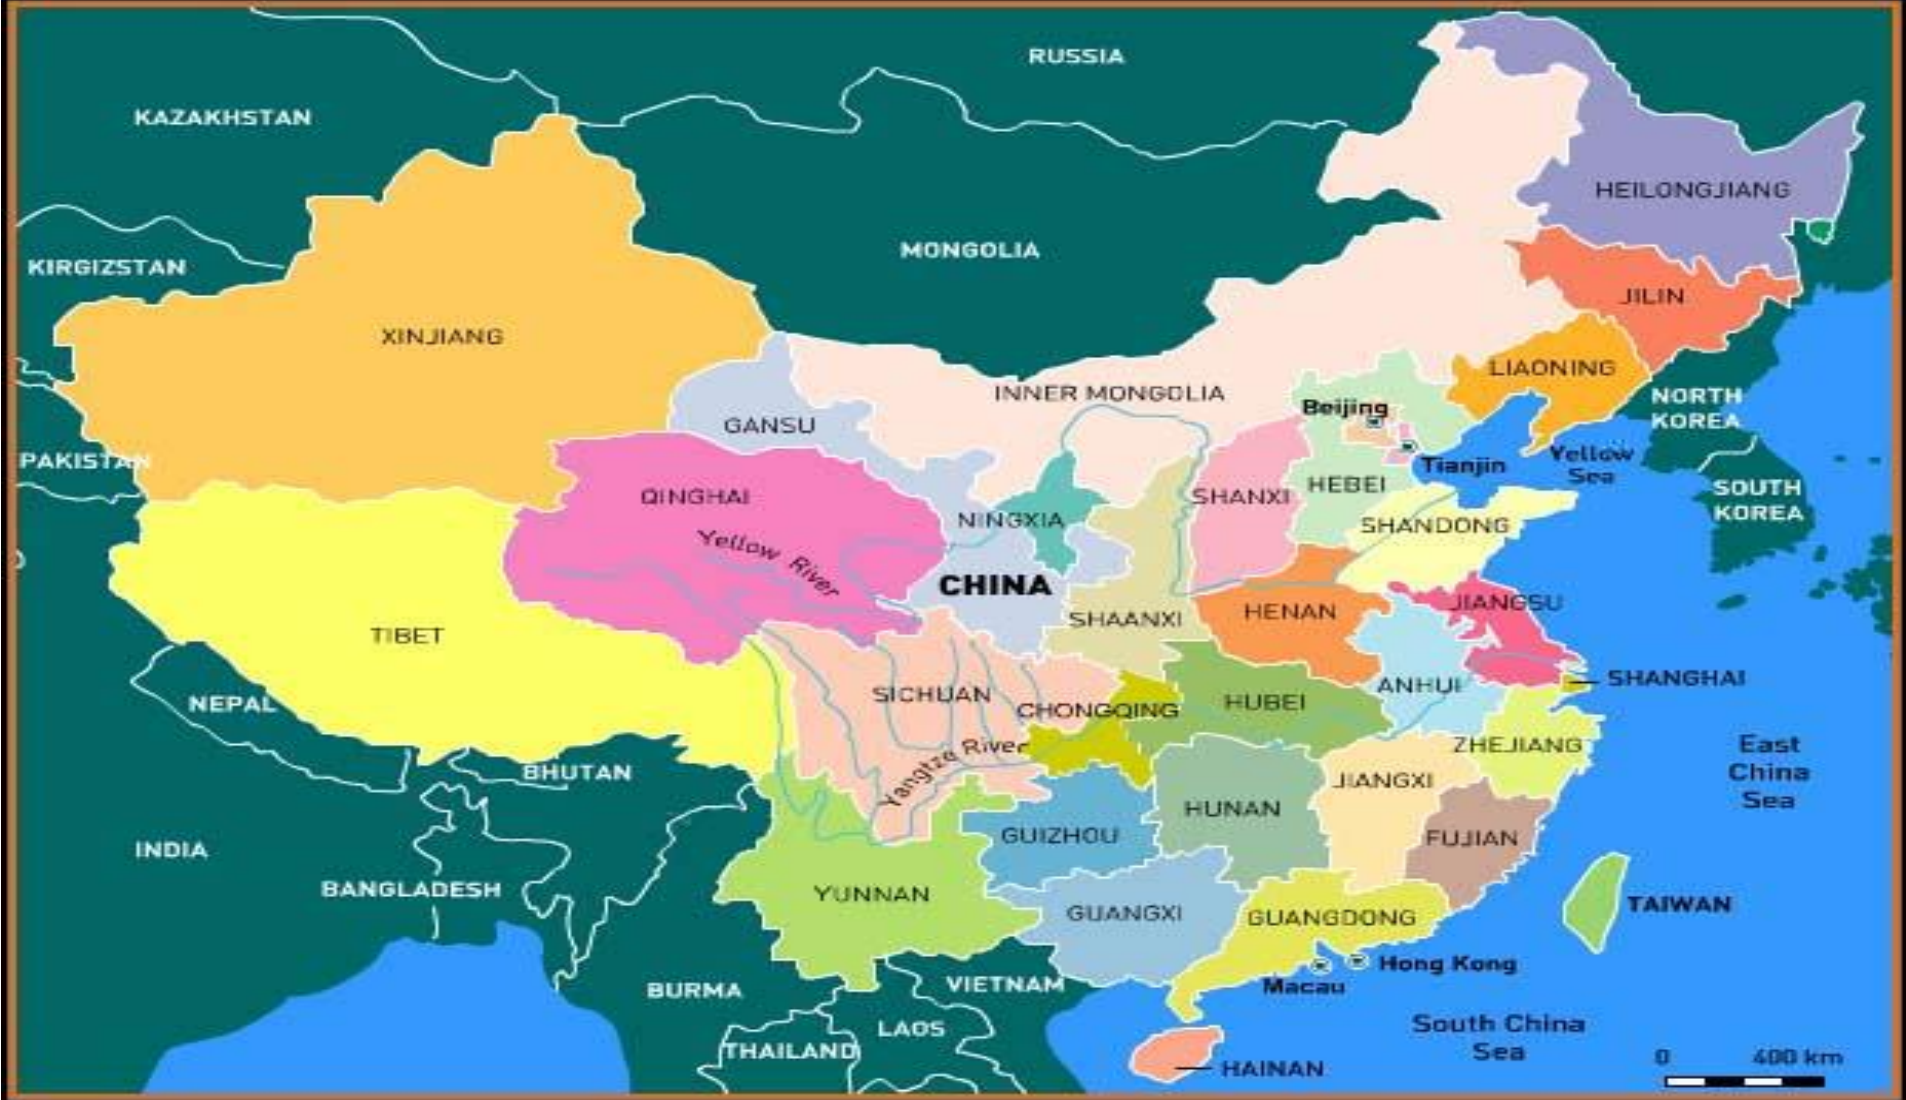 RUSSIA
KAZAKHSTAN
HEILONGJIANG
MONGOLIA
KIRGIZSTAN
JILIN
XINJIANG
LIAONING
INNER MONGOLIA
NORTH
KOREA
Beijing
GANSU
PAKISTAN
Tianjin
Yellow
Sea
HEBEI
SHANXI
QINGHAI
SOUTH
KOREA
NINGXIA
SHANDONG
Yellow River
CHINA
JIANGSU
HENAN
SHAANXI
TIBET
SHANGHAI
ANHUI
SICHUAN
HUBEI
NEPAL
CHONGQING
ZHEJIANG
East
China
Sea
Yangtze River
BHUTAN
JIANGXI
HUNAN
GUIZHOU
FUJIAN
INDIA
BANGLADESH
YUNNAN
TAIWAN
GUANGXI
GUANGDONG
Hong Kong
Macau
VIETNAM
BURMA
South China
Sea
LAOS
THAILAND
HAINAN
0 400 km